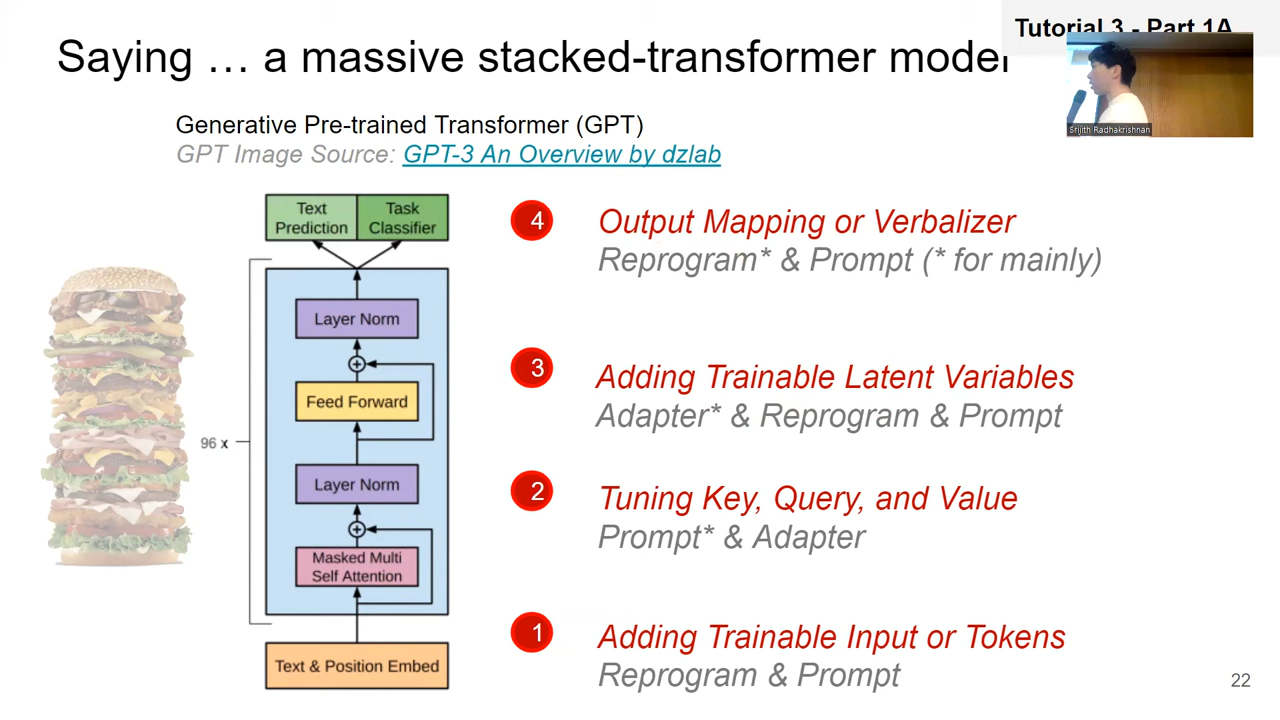 Tutorial 3 - Part 1A
Saying … a massive stacked-transformer model
Srijith Radhakrishnan
Generative Pre-trained Transformer (GPT)
GPT Image Source: GPT-3 An Overview by dzlab
Text Prediction
Task Classifier
4
Output Mapping or Verbalizer
Reprogram* & Prompt (* for mainly)
Layer Norm
3
Adding Trainable Latent Variables
Adapter* & Reprogram & Prompt
Feed Forward
96 x
Layer Norm
2
Tuning Key, Query, and Value
Prompt* & Adapter
Masked Multi
Self Attention
1
Adding Trainable Input or Tokens
Reprogram & Prompt
Text & Position Embed
22